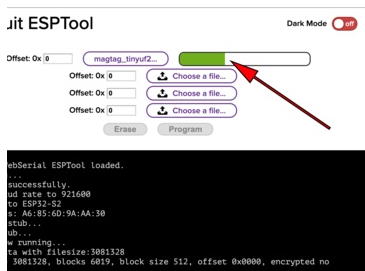 uit ESPTool
Dark Mode off
Offset: 0x 0 magtag_tinyuf2...
Offset: 0x 0 Choose a file...
Offset: 0x 0 Choose a file...
Offset: 0x 0 Choose a file...
Erase Program
ebSerial ESPTool loaded.
...
successfully.
ud rate to 921600
to ESP32-S2
s: A6:85:6D:9A:AA:30
stub...
ub...
w running...
ta with filesize:3081328
3081328, blocks 6019, block size 512, offset 0x0000, encrypted no